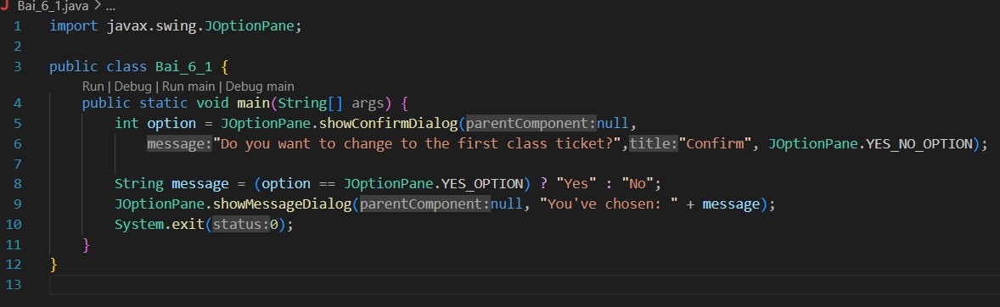 J Bai_6_1.java > ...
1 import javax.swing.JOptionPane;
2
3 public class Bai_6_1 {
Run | Debug | Run main | Debug main
4 public static void main(String[] args) {
5 int option = JOptionPane.showConfirmDialog(parentComponent:null,
6 message:"Do you want to change to the first class ticket?",title:"Confirm", JOptionPane.YES_NO_OPTION);
7
8 String message = (option == JOptionPane.YES_OPTION) ? "Yes" : "No";
9 JOptionPane.showMessageDialog(parentComponent:null, "You've chosen: " + message);
10 System.exit(status:0);
11 }
12 }
13